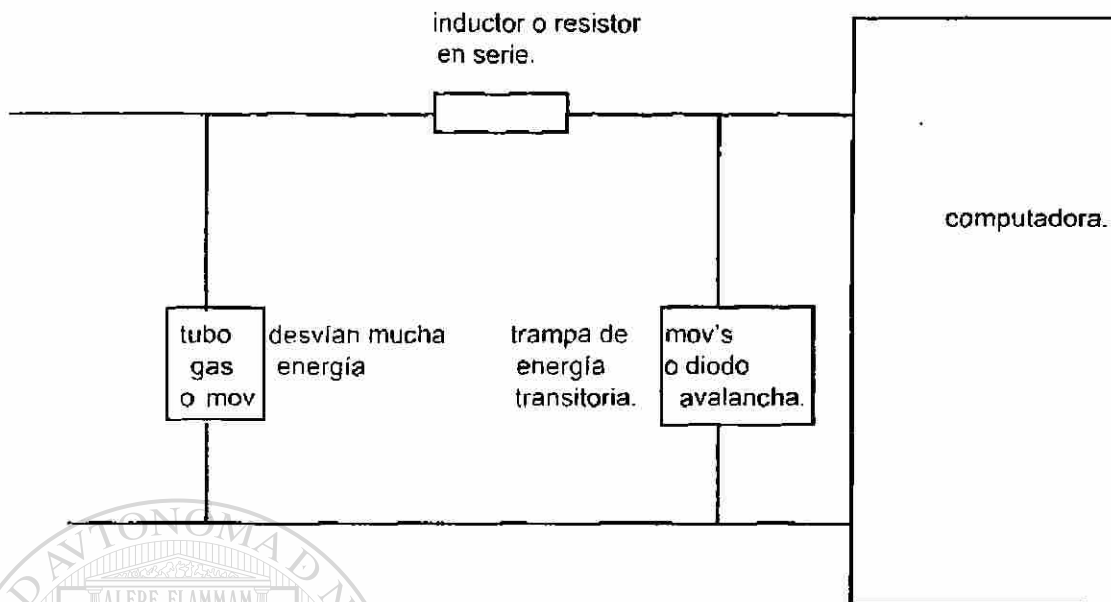 inductor o resistor
en serie.
computadora.
tubo
gas
o mov
desvían mucha
energía
trampa de
energía
transitoria.
mov's
o diodo
avalancha.
ALERE FLAMMAM